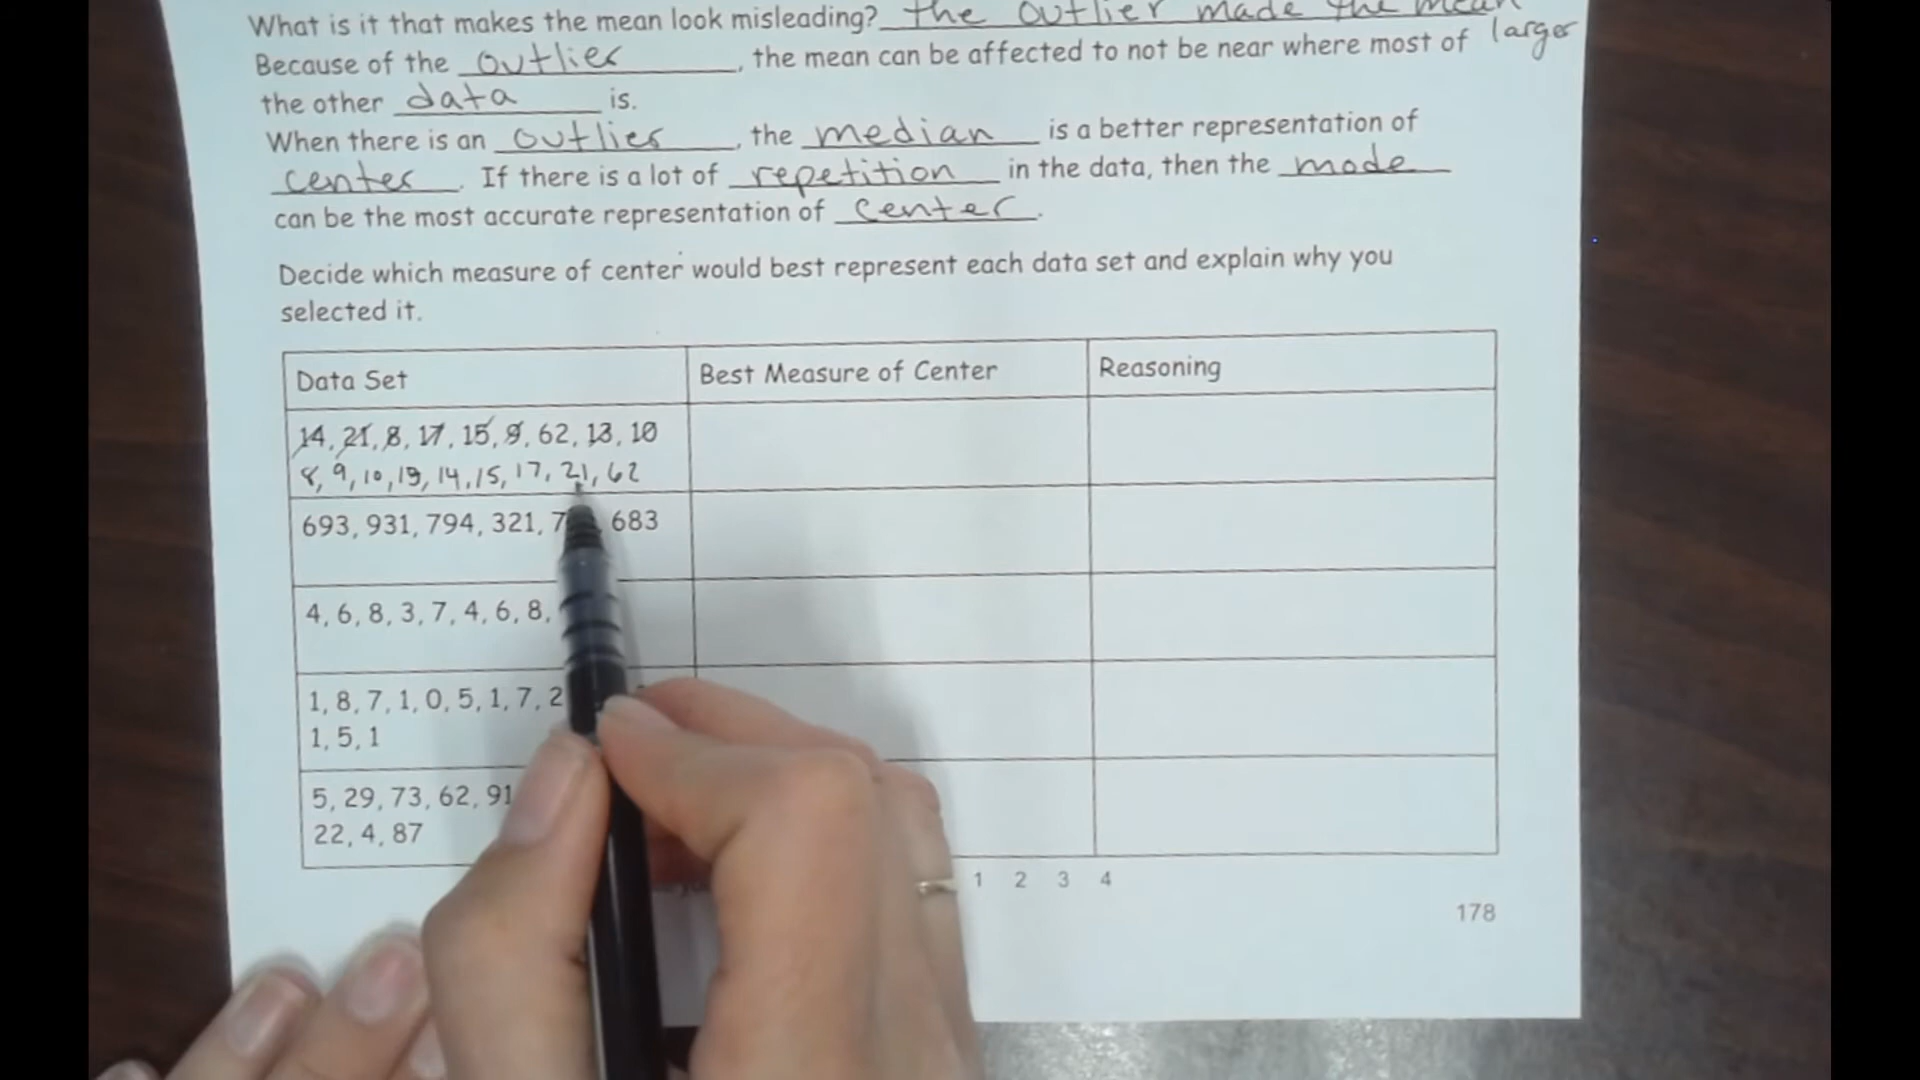 What is it that makes the mean look misleading? the outlier made the mean
larger
Because of the outlier, the mean can be affected to not be near where most of
the other data is.
When there is an outlier, the median is a better representation of
center. If there is a lot of repetition in the data, then the mode
can be the most accurate representation of center.
Decide which measure of center would best represent each data set and explain why you
selected it.
Data Set Best Measure of Center Reasoning
14, 21, 8, 17, 15, 9, 62, 13, 10
8, 9, 10, 13, 14, 15, 17, 21, 62
693, 931, 794, 321, 683
4, 6, 8, 3, 7, 4, 6, 8,
1, 8, 7, 1, 0, 5, 1, 7, 2
1, 5, 1
5, 29, 73, 62, 91
22, 4, 87
1 2 3 4
178